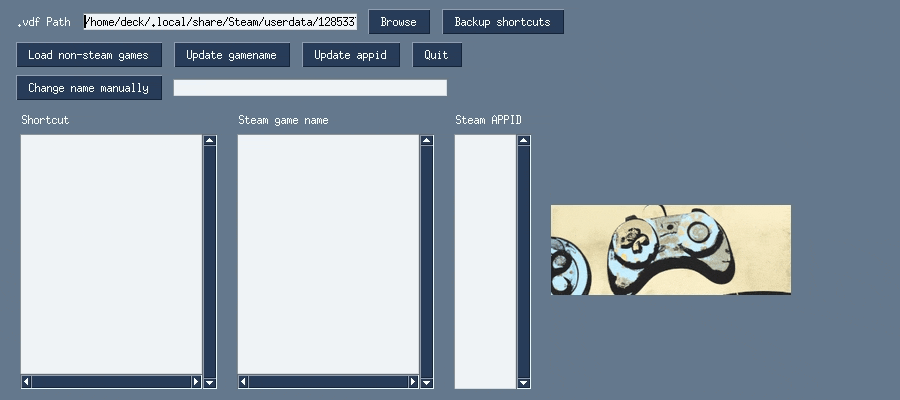 .vdf Path /home/deck/.local/share/Steam/userdata/128533 Browse Backup shortcuts
Load non-steam games Update gamename Update appid Quit
Change name manually
Shortcut Steam game name Steam APPID